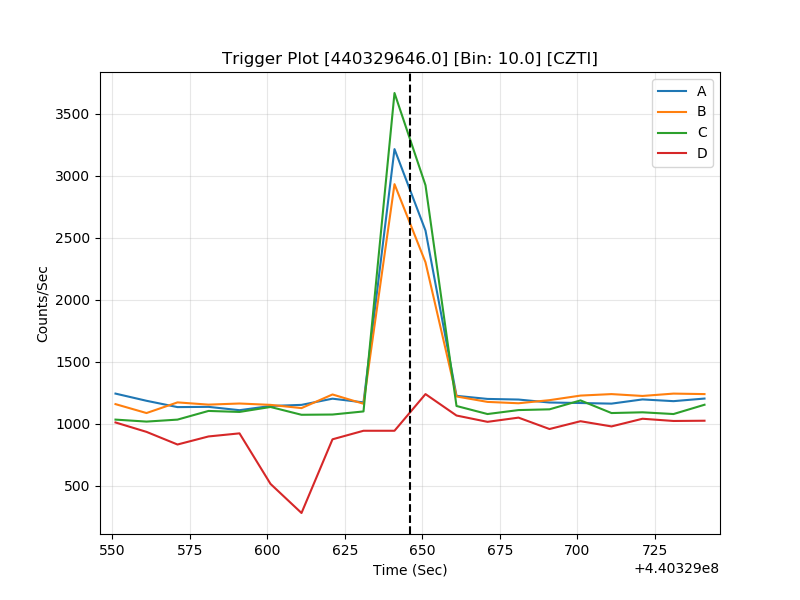 Trigger Plot [440329646.0] [Bin: 10.0] [CZTI]
A
B
C
D
3500
3000
2500
2000
1500
1000
500
Counts/Sec
550
575
600
625
650
675
700
725
Time (Sec)
+4.40329e8